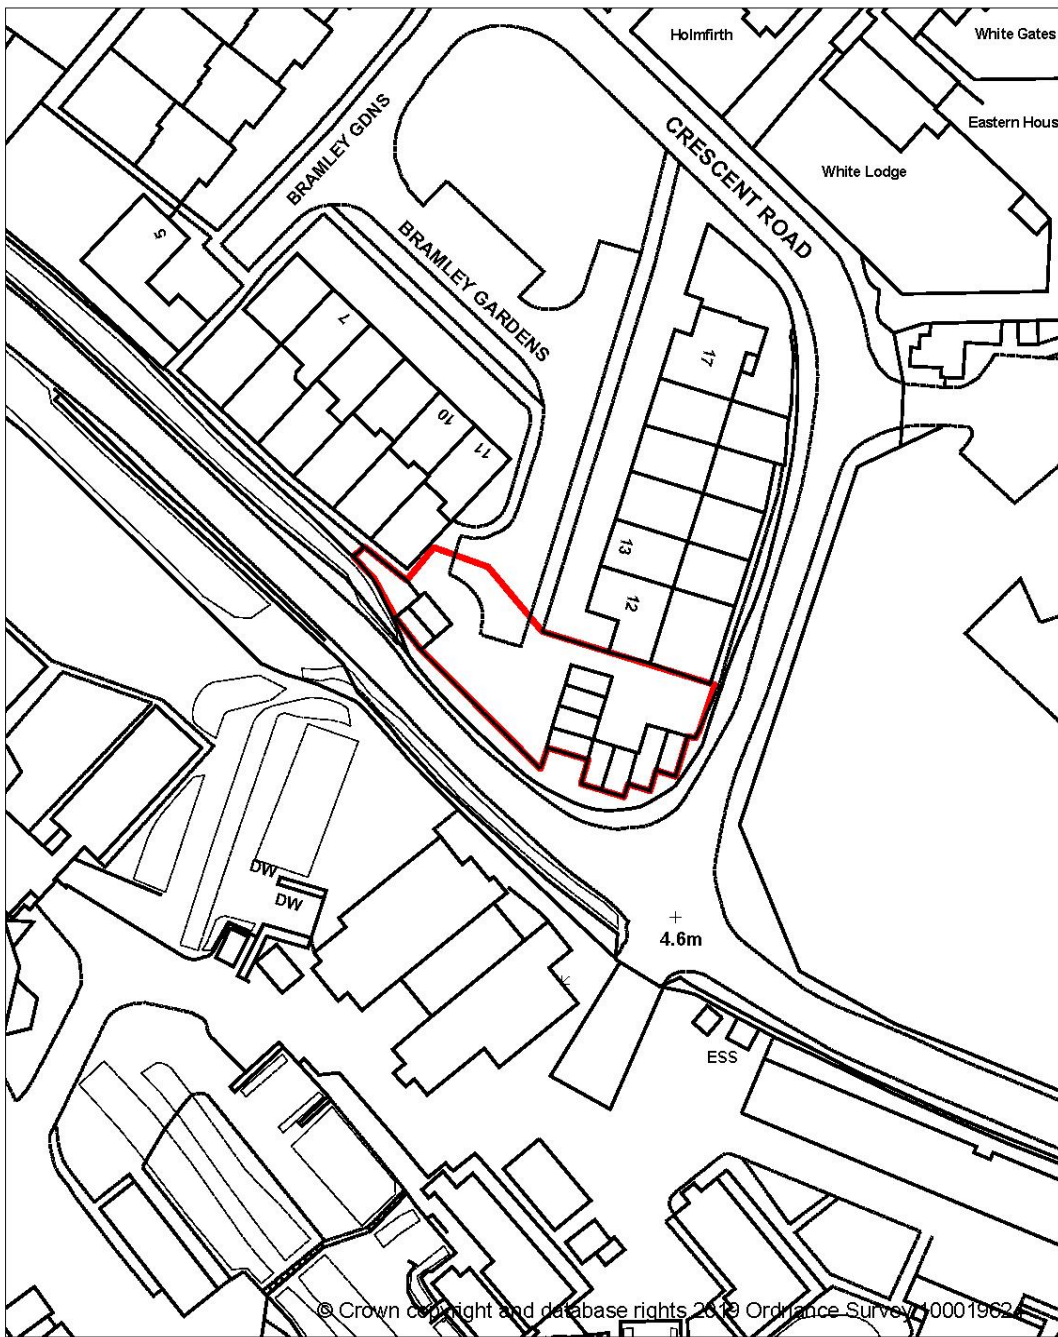 Holmfirth
White Gates
CRESCENT ROAD
Eastern Hous
White Lodge
BRAMLEY GDNS
BRAMLEY GARDENS
5
7
10
11
17
13
12
DW
DW
4.6m
ESS
© Crown copyright and database rights 2019 Ordnance Survey 100019624